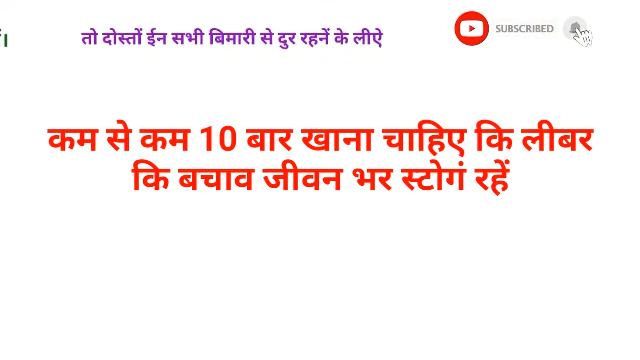 तो दोस्तों ईन सभी बिमारी से दुर रहनें के लीऐ
SUBSCRIBED
कम से कम 10 बार खाना चाहिए कि लीबर
कि बचाव जीवन भर स्टोगं रहें